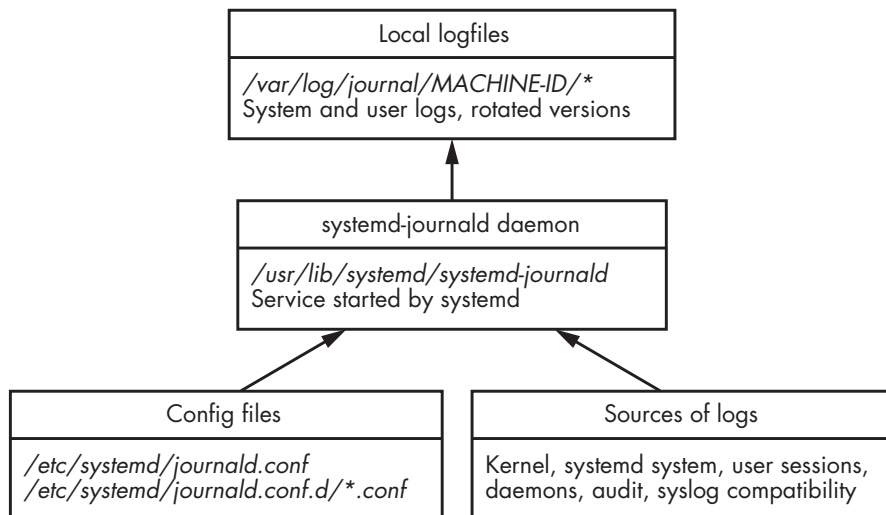 Local logfiles
/var/log/journal/MACHINE-ID/*
System and user logs, rotated versions
systemd-journald daemon
/usr/lib/systemd/systemd-journald
Service started by systemd
Config files
/etc/systemd/journald.conf
/etc/systemd/journald.conf.d/*.conf
Sources of logs
Kernel, systemd system, user sessions,
daemons, audit, syslog compatibility